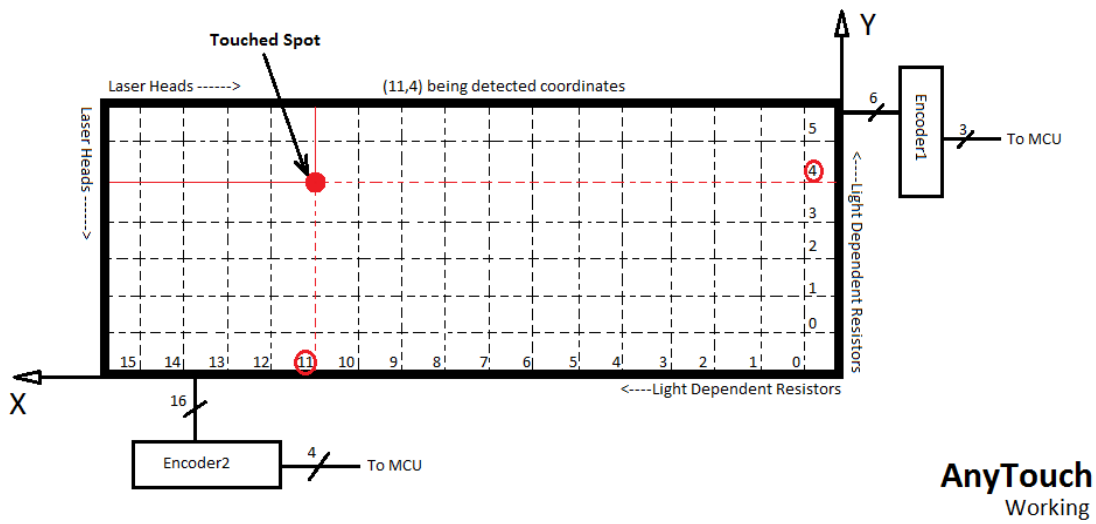 Touched Spot
Y
Laser Heads ------>
(11,4) being detected coordinates
Laser Heads ------>
6
Encoder1
3
To MCU
5
4
3
2
1
0
<----Light Dependent Resistors
15 14 13 12 11 10 9 8 7 6 5 4 3 2 1 0
X
<----Light Dependent Resistors
16
Encoder2
4
To MCU
AnyTouch
Working